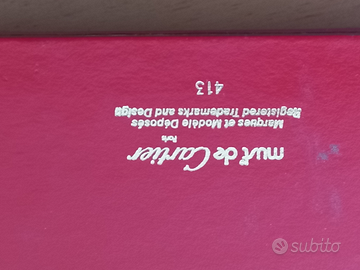 must de Cartier
Paris
Marques et Modèle Déposés
Registered Trademarks and Design
413
subito